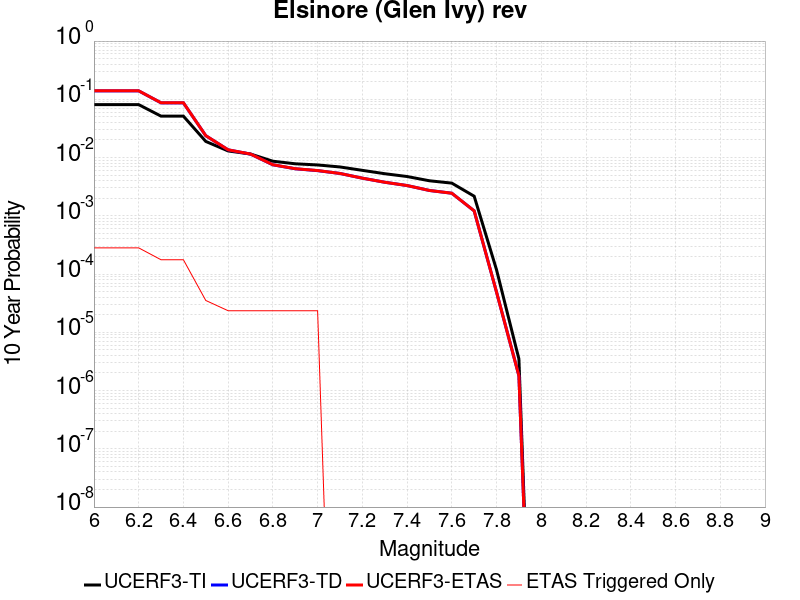 Elsinore (Glen Ivy) rev
10^0
10^-1
10^-2
10^-3
10^-4
10^-5
10^-6
10^-7
10^-8
10 Year Probability
6 6.2 6.4 6.6 6.8 7 7.2 7.4 7.6 7.8 8 8.2 8.4 8.6 8.8 9
Magnitude
UCERF3-TI UCERF3-TD UCERF3-ETAS ETAS Triggered Only